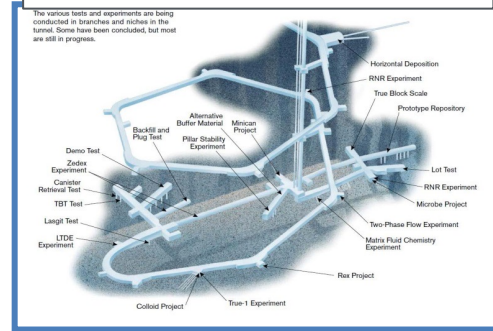 The various tests and experiments are being
conducted in branches and niches in the
tunnel. Some have been concluded, but most
are still in progress.
Horizontal Deposition
RNR Experiment
True Block Scale
Prototype Repository
Alternative
Buffer Material
Minican
Project
Backfill and
Plug Test
Pillar Stability
Experiment
Demo Test
Zedex
Experiment
Canister
Retrieval Test
TBT Test
Lasgit Test
LTDE
Experiment
Lot Test
RNR Experiment
Microbe Project
Two-Phase Flow Experiment
Matrix Fluid Chemistry
Experiment
Rex Project
True-1 Experiment
Colloid Project